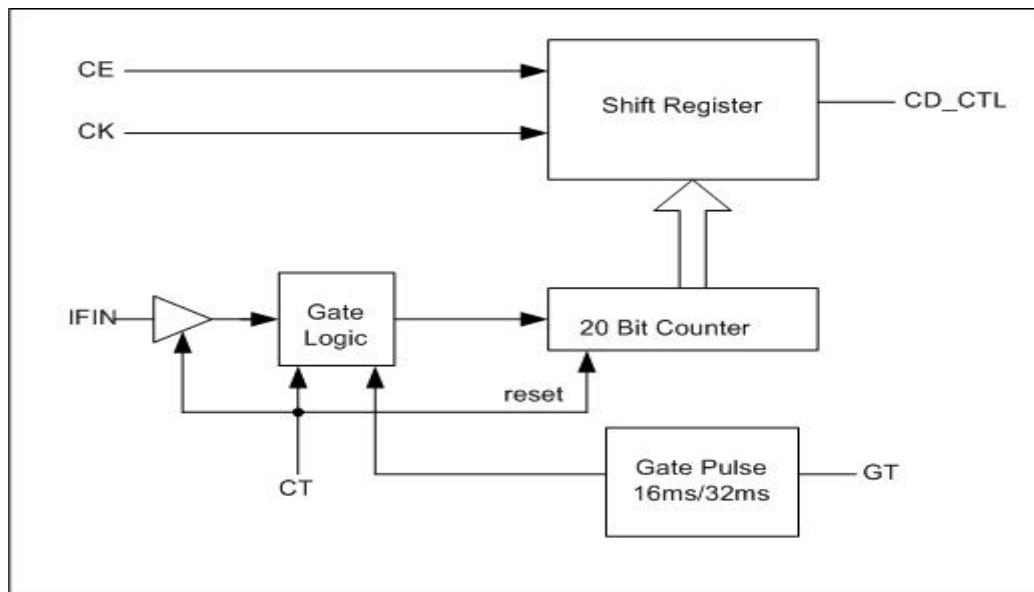 CE
CK
Shift Register
CD_CTL
IFIN
Gate
Logic
20 Bit Counter
reset
CT
Gate Pulse
16ms/32ms
GT